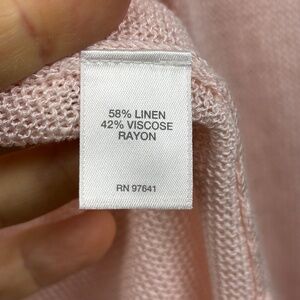 58% LINEN
42% VISCOSE
RAYON
RN 97641